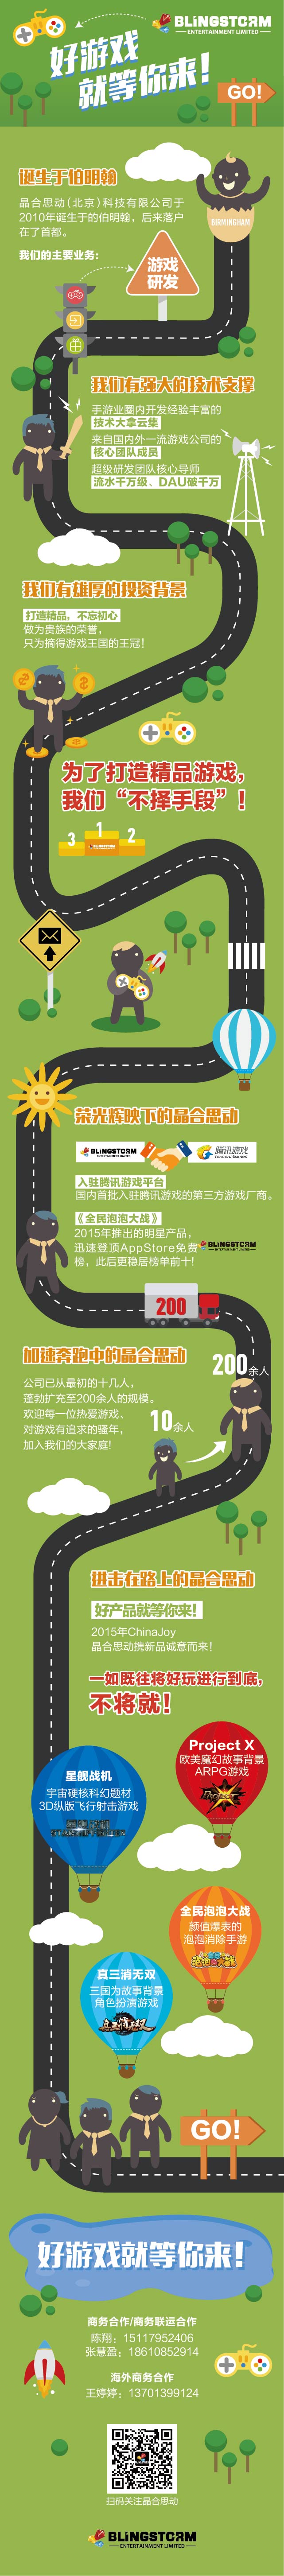 BLINGSTORM
ENTERTAINMENT LIMITED
好游戏
就等你来！
GO!
诞生于伯明翰
BIRMINGHAM
晶合思动(北京)科技有限公司于
2010年诞生于的伯明翰，后来落户
在了首都。
我们的主要业务：
游戏
研发
我们有强大的技术支撑
手游业圈内开发经验丰富的
技术大拿云集
来自国内外一流游戏公司的
核心团队成员
超级研发团队核心导师
流水千万级、DAU破千万
我们有雄厚的投资背景
打造精品，不忘初心
做为贵族的荣誉，
只为摘得游戏王国的王冠！
为了打造精品游戏，
我们“不择手段”！
3 1 2
BLINGSTORM
荣光辉映下的晶合思动
BLINGSTORM
ENTERTAINMENT LIMITED
腾讯游戏
Tencent Games
入驻腾讯游戏平台
国内首批入驻腾讯游戏的第三方游戏厂商。
《全民泡泡大战》
2015年推出的明星产品，
迅速登顶AppStore免费
榜，此后更稳居榜单前十！
BLINGSTORM
ENTERTAINMENT LIMITED
200
加速奔跑中的晶合思动
200余人
公司已从最初的十几人，
蓬勃扩充至200余人的规模。
欢迎每一位热爱游戏、
对游戏有追求的骚年，
加入我们的大家庭！
10余人
进击在路上的晶合思动
好产品就等你来！
2015年ChinaJoy
晶合思动携新品诚意而来！
一如既往将好玩进行到底，
不将就！
Project X
欧美魔幻故事背景
ARPG游戏
Project X
星舰战机
宇宙硬核科幻题材
3D纵版飞行射击游戏
全民泡泡大战
颜值爆表的
泡泡消除手游
全民泡泡大战
真三消无双
三国为故事背景
角色扮演游戏
真三消无双
GO!
好游戏就等你来！
商务合作/商务联运合作
陈翔：15117952406
张慧盈：18610852914
海外商务合作
王婷婷：13701399124
扫码关注晶合思动
BLINGSTORM
ENTERTAINMENT LIMITED